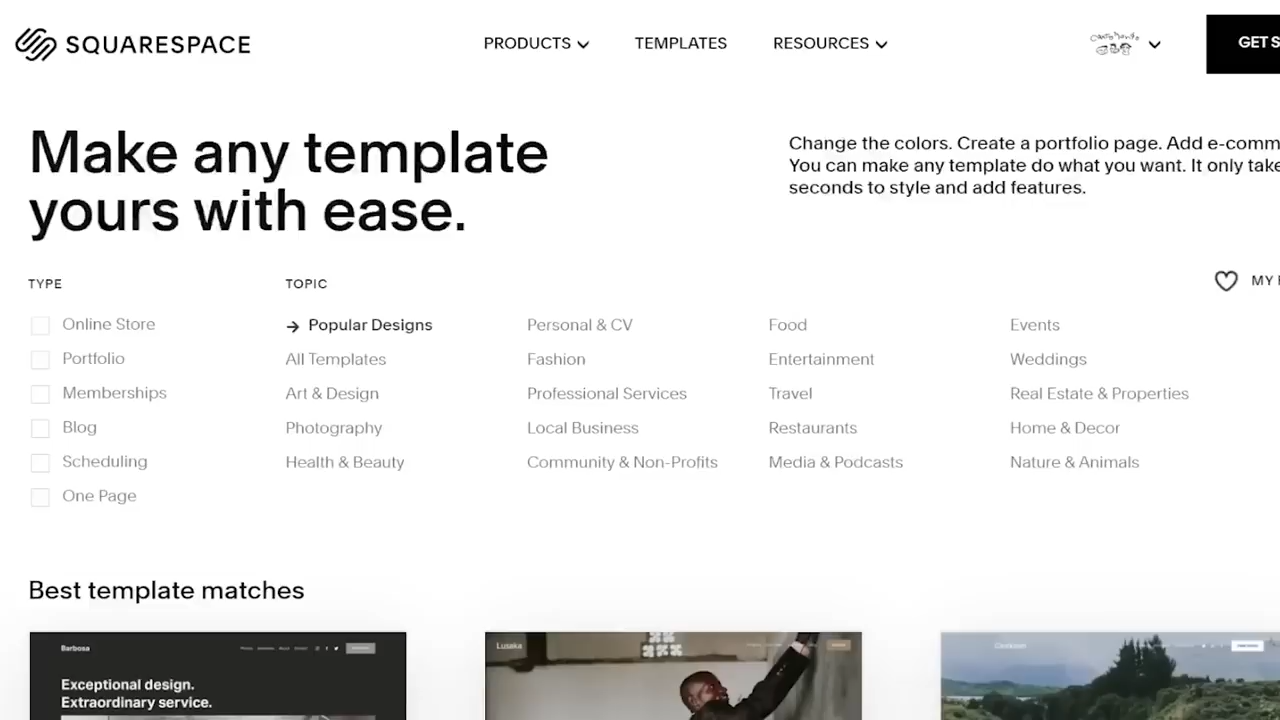 SQUARESPACE
PRODUCTS
TEMPLATES
RESOURCES
GET S
Make any template
yours with ease.
Change the colors. Create a portfolio page. Add e-comm
You can make any template do what you want. It only take
seconds to style and add features.
TYPE
Online Store
Portfolio
Memberships
Blog
Scheduling
One Page
TOPIC
→ Popular Designs
All Templates
Art & Design
Photography
Health & Beauty
Personal & CV
Fashion
Professional Services
Local Business
Community & Non-Profits
Food
Entertainment
Travel
Restaurants
Media & Podcasts
Events
Weddings
Real Estate & Properties
Home & Decor
Nature & Animals
MY
Best template matches
Barbosa
Exceptional design.
Extraordinary service.
Lusaka